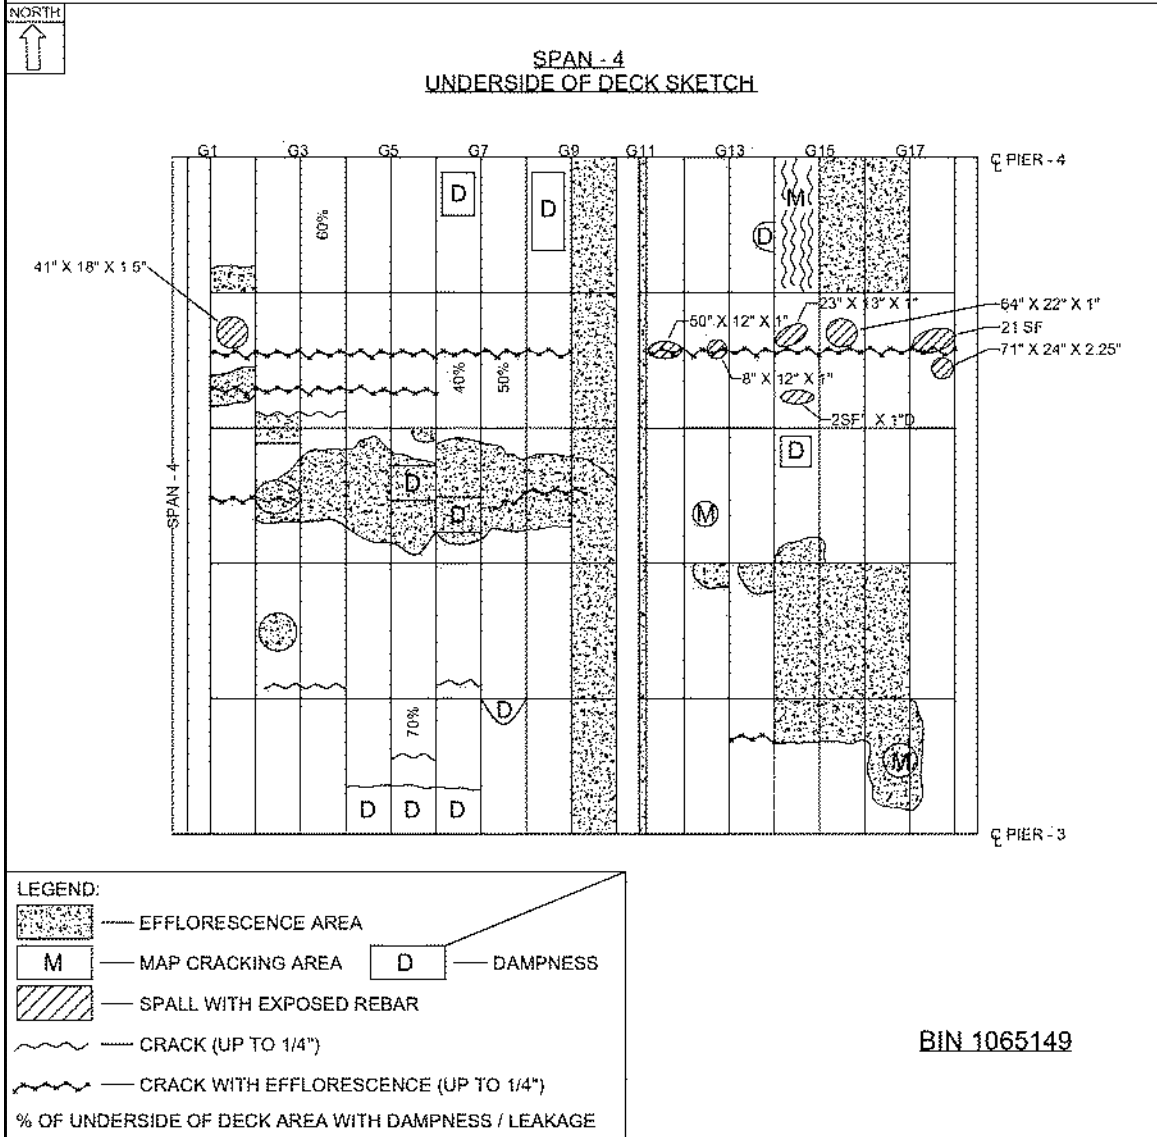 NORTH
SPAN - 4
UNDERSIDE OF DECK SKETCH
G1 G3 G5 G7 G9 G11 G13 G15 G17
℄ PIER - 4
D
D
M
60%
D
41" X 18" X 1 5"
23" X 13" X 1"
64" X 22" X 1"
50" X 12" X 1"
21 SF
71" X 24" X 2.25"
40% 50%
8" X 12" X 1"
2SF X 1"D
D
D
SPAN - 4
D
M
D
70%
M
D D D
℄ PIER - 3
LEGEND:
EFFLORESCENCE AREA
M MAP CRACKING AREA D DAMPNESS
SPALL WITH EXPOSED REBAR
CRACK (UP TO 1/4")
CRACK WITH EFFLORESCENCE (UP TO 1/4")
% OF UNDERSIDE OF DECK AREA WITH DAMPNESS / LEAKAGE
BIN 1065149